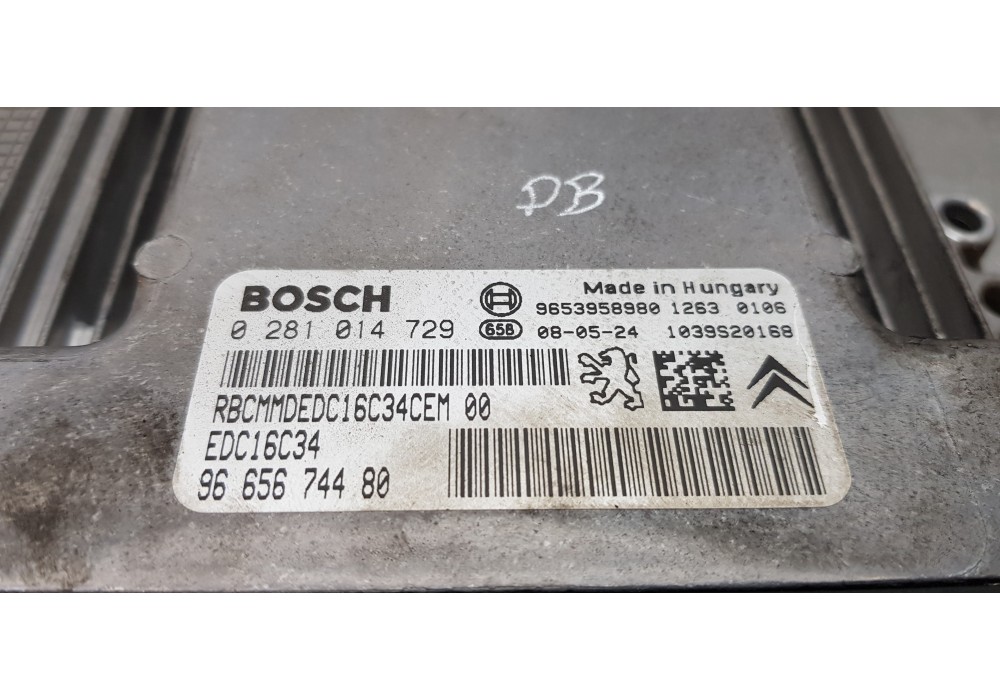 DB
BOSCH
Made in Hungary
9653958980 1263 0106
0 281 014 729 658 08-05-24 1039S20168
RBCMMDEDC16C34CEM 00
EDC16C34
96 656 744 80